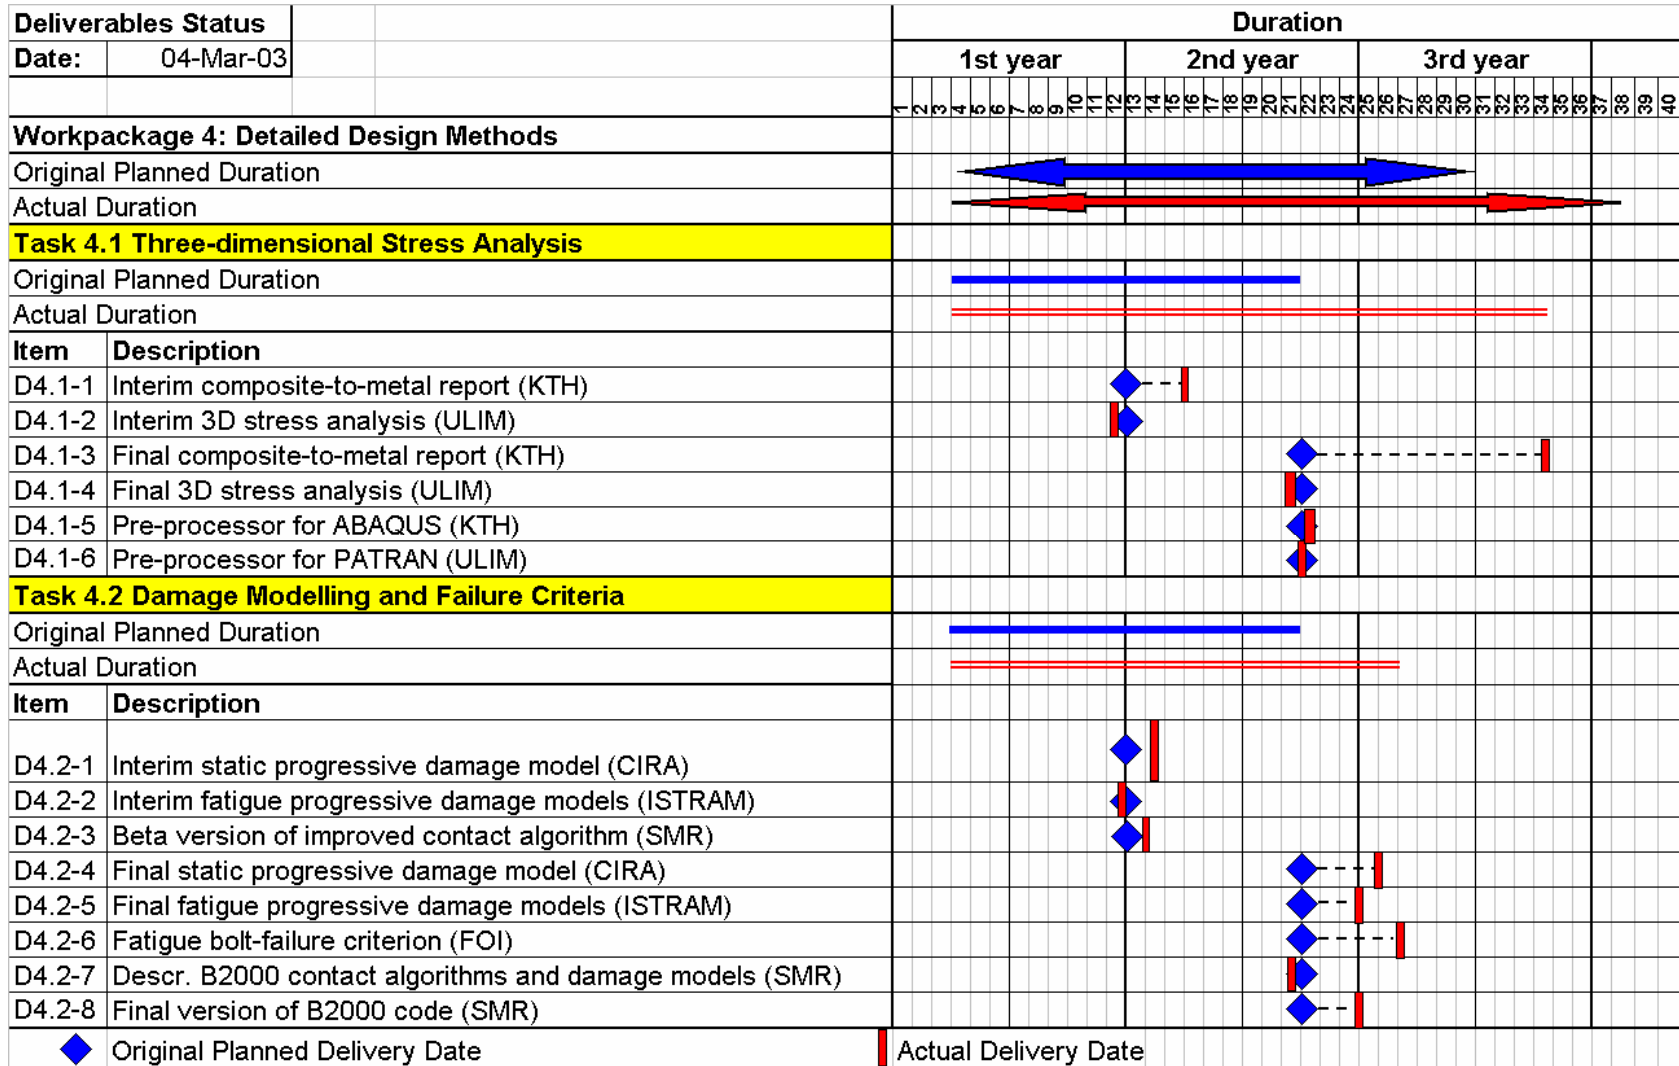 Deliverables Status
Duration
Date: 04-Mar-03
1st year 2nd year 3rd year
1 2 3 4 5 6 7 8 9 10 11 12 13 14 15 16 17 18 19 20 21 22 23 24 25 26 27 28 29 30 31 32 33 34 35 36 37 38 39 40
Workpackage 4: Detailed Design Methods
Original Planned Duration
Actual Duration
Task 4.1 Three-dimensional Stress Analysis
Original Planned Duration
Actual Duration
Item Description
D4.1-1 Interim composite-to-metal report (KTH)
D4.1-2 Interim 3D stress analysis (ULIM)
D4.1-3 Final composite-to-metal report (KTH)
D4.1-4 Final 3D stress analysis (ULIM)
D4.1-5 Pre-processor for ABAQUS (KTH)
D4.1-6 Pre-processor for PATRAN (ULIM)
Task 4.2 Damage Modelling and Failure Criteria
Original Planned Duration
Actual Duration
Item Description
D4.2-1 Interim static progressive damage model (CIRA)
D4.2-2 Interim fatigue progressive damage models (ISTRAM)
D4.2-3 Beta version of improved contact algorithm (SMR)
D4.2-4 Final static progressive damage model (CIRA)
D4.2-5 Final fatigue progressive damage models (ISTRAM)
D4.2-6 Fatigue bolt-failure criterion (FOI)
D4.2-7 Descr. B2000 contact algorithms and damage models (SMR)
D4.2-8 Final version of B2000 code (SMR)
Original Planned Delivery Date Actual Delivery Date